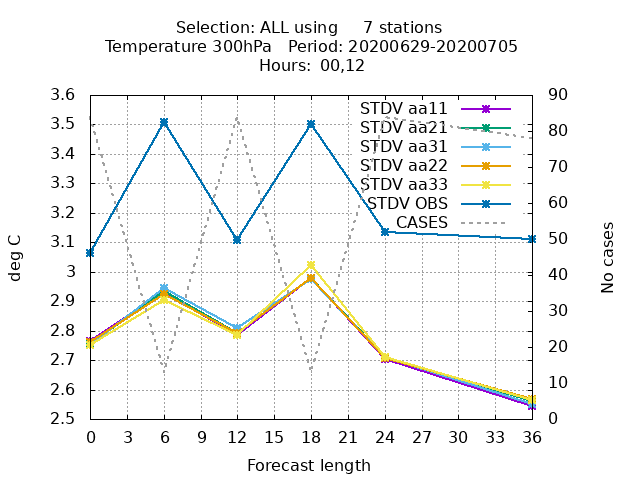 Selection: ALL using 7 stations
Temperature 300hPa Period: 20200629-20200705
Hours: 00,12
3.6
3.5
3.4
3.3
3.2
3.1
3
2.9
2.8
2.7
2.6
2.5
deg C
STDV aa11
STDV aa21
STDV aa31
STDV aa22
STDV aa33
STDV OBS
CASES
90
80
70
60
50
40
30
20
10
0
No cases
0 3 6 9 12 15 18 21 24 27 30 33 36
Forecast length